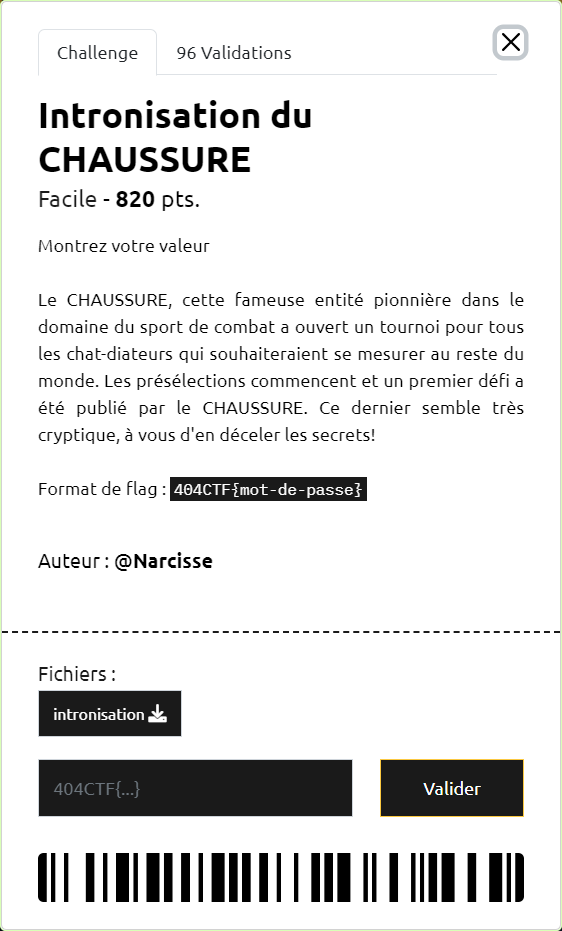 Challenge
96 Validations
Intronisation du
CHAUSSURE
Facile - 820 pts.
Montrez votre valeur
Le CHAUSSURE, cette fameuse entité pionnière dans le
domaine du sport de combat a ouvert un tournoi pour tous
les chat-diateurs qui souhaiteraient se mesurer au reste du
monde. Les présélections commencent et un premier défi a
été publié par le CHAUSSURE. Ce dernier semble très
cryptique, à vous d'en déceler les secrets!
Format de flag : 404CTF{mot-de-passe}
Auteur : @Narcisse
Fichiers :
intronisation
404CTF{...}
Valider